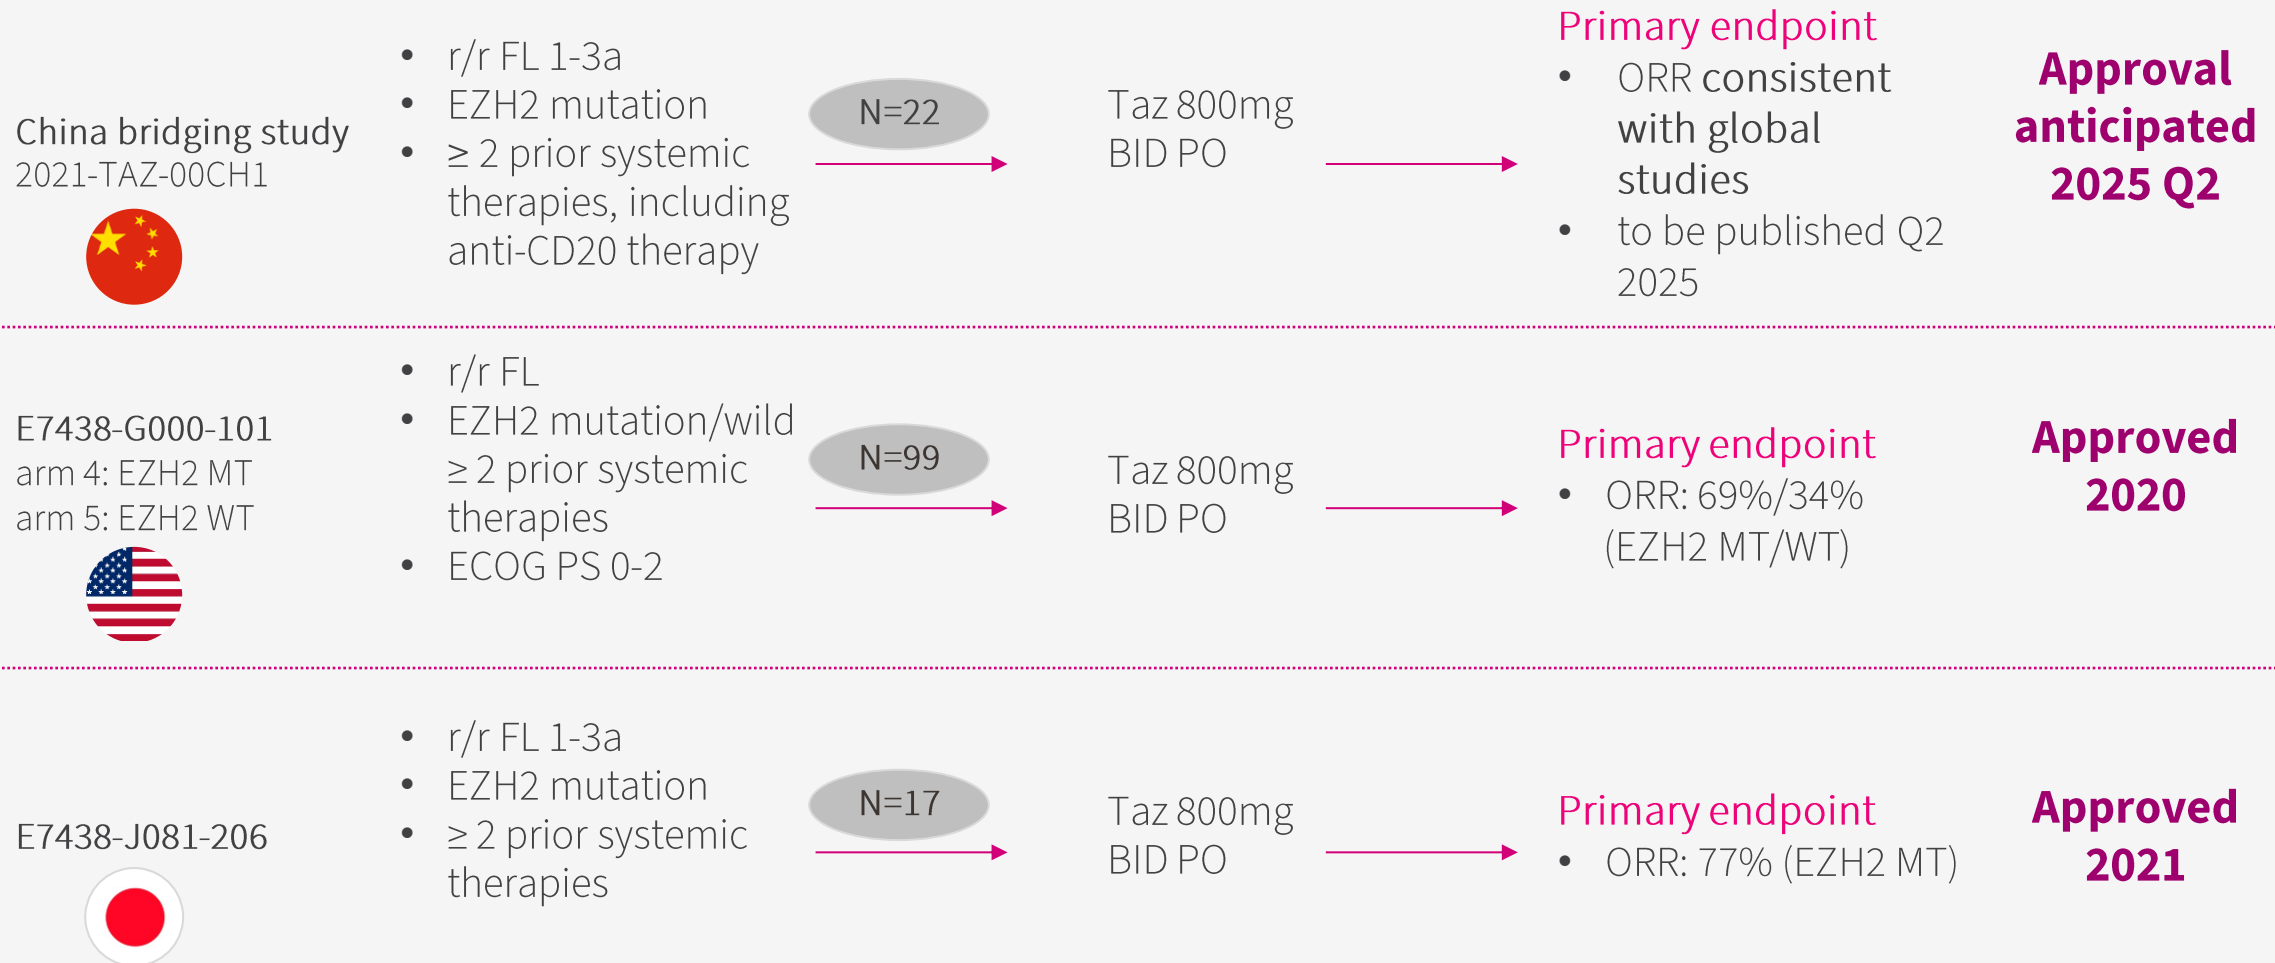 China bridging study
2021-TAZ-00CH1
• r/r FL 1-3a
• EZH2 mutation
• ≥ 2 prior systemic
therapies, including
anti-CD20 therapy
N=22
Taz 800mg
BID PO
Primary endpoint
• ORR consistent
with global
studies
• to be published Q2
2025
Approval
anticipated
2025 Q2
E7438-G000-101
arm 4: EZH2 MT
arm 5: EZH2 WT
• r/r FL
• EZH2 mutation/wild
≥ 2 prior systemic
therapies
• ECOG PS 0-2
N=99
Taz 800mg
BID PO
Primary endpoint
• ORR: 69%/34%
(EZH2 MT/WT)
Approved
2020
E7438-J081-206
• r/r FL 1-3a
• EZH2 mutation
• ≥ 2 prior systemic
therapies
N=17
Taz 800mg
BID PO
Primary endpoint
• ORR: 77% (EZH2 MT)
Approved
2021